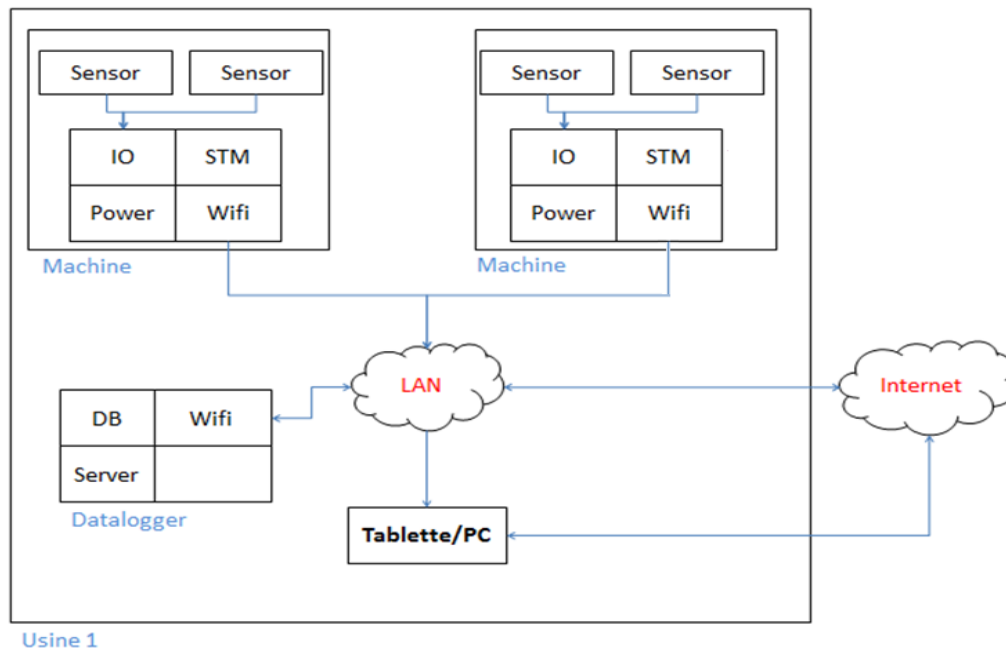 Sensor Sensor
Sensor Sensor
IO STM
Power Wifi
Machine
IO STM
Power Wifi
Machine
LAN
Internet
DB Wifi
Server
Datalogger
Tablette/PC
Usine 1